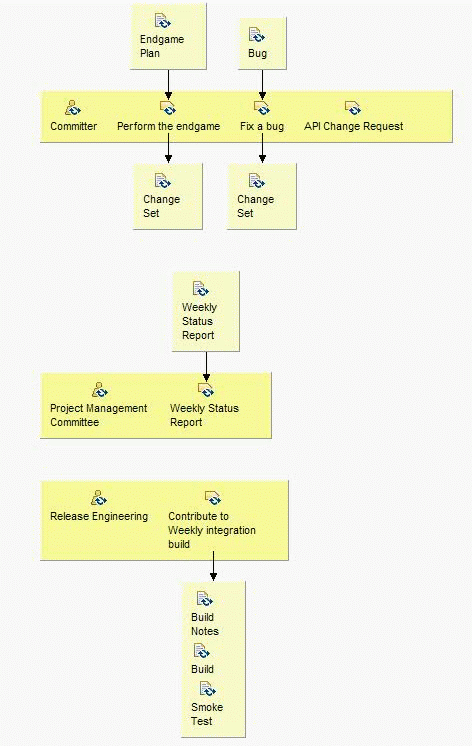 Endgame
Plan
Bug
Committer
Perform the endgame
Fix a bug
API Change Request
Change
Set
Change
Set
Weekly
Status
Report
Project Management
Committee
Weekly Status
Report
Release Engineering
Contribute to
Weekly integration
build
Build
Notes
Build
Smoke
Test